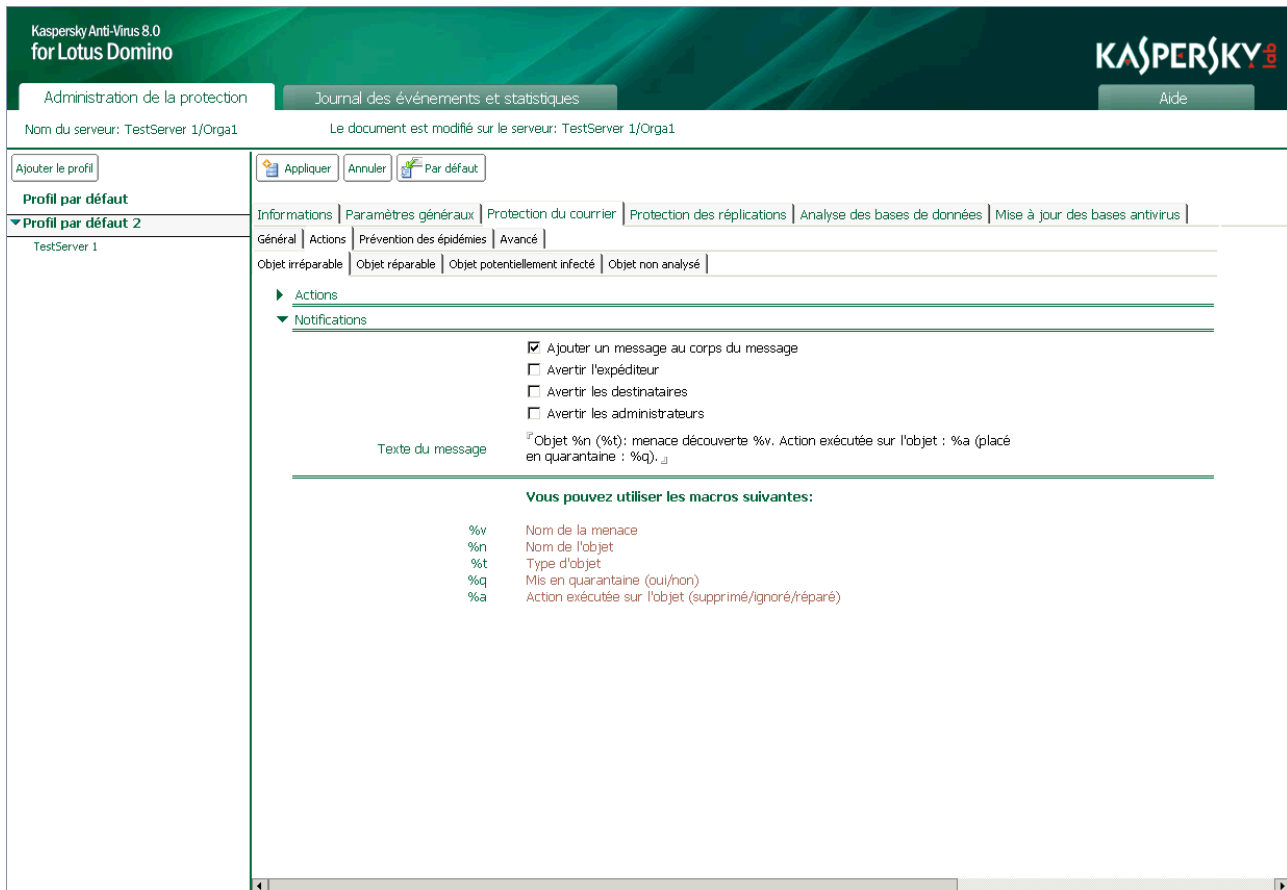 Kaspersky Anti-Virus 8.0
for Lotus Domino
KASPERSKY lab
Administration de la protection
Journal des événements et statistiques
Aide
Nom du serveur: TestServer 1/Orga1
Le document est modifié sur le serveur: TestServer 1/Orga1
Ajouter le profil
Appliquer
Annuler
Par défaut
Profil par défaut
Profil par défaut 2
TestServer 1
Informations
Paramètres généraux
Protection du courrier
Protection des réplications
Analyse des bases de données
Mise à jour des bases antivirus
Général
Actions
Prévention des épidémies
Avancé
Objet irréparable
Objet réparable
Objet potentiellement infecté
Objet non analysé
Actions
Notifications
Ajouter un message au corps du message
Avertir l'expéditeur
Avertir les destinataires
Avertir les administrateurs
Texte du message
Objet %n (%t): menace découverte %v. Action exécutée sur l'objet : %a (placé
en quarantaine : %q).
Vous pouvez utiliser les macros suivantes:
%v Nom de la menace
%n Nom de l'objet
%t Type d'objet
%q Mis en quarantaine (oui/non)
%a Action exécutée sur l'objet (supprimé/ignoré/réparé)